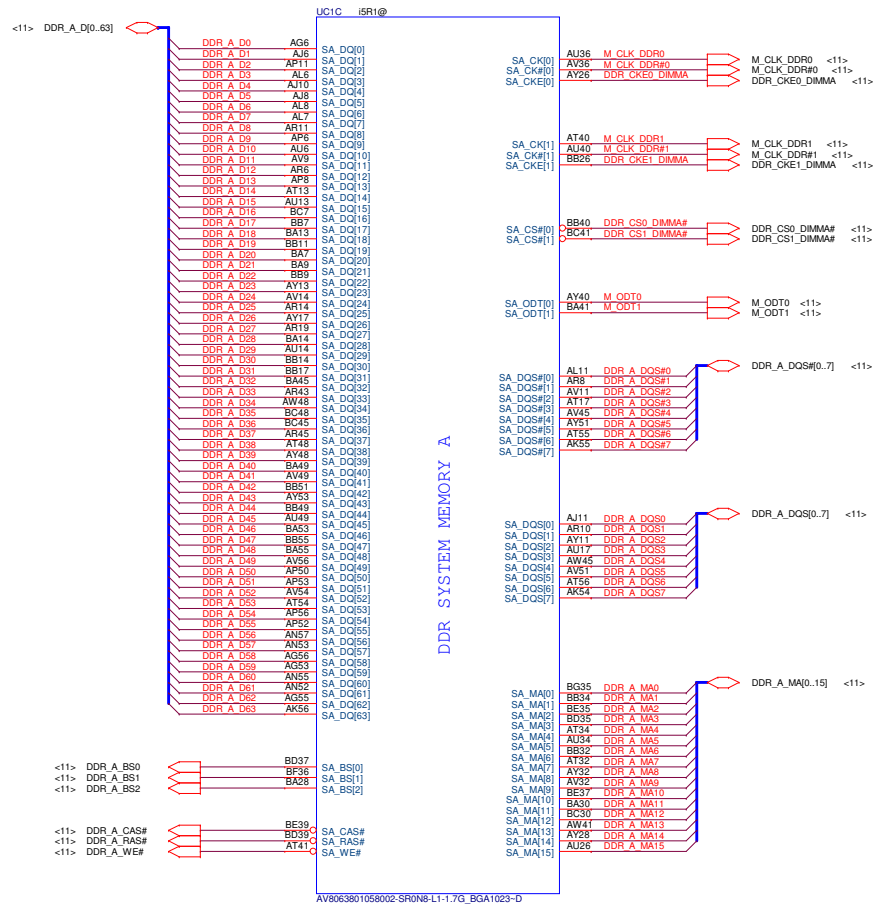 UC1C i5R1@
<11> DDR_A_D[0..63]
DDR_A_D0 AG6 SA_DQ[0]
DDR_A_D1 AJ6 SA_DQ[1]
DDR_A_D2 AP11 SA_DQ[2]
DDR_A_D3 AL6 SA_DQ[3]
DDR_A_D4 AJ10 SA_DQ[4]
DDR_A_D5 AJ8 SA_DQ[5]
DDR_A_D6 AL8 SA_DQ[6]
DDR_A_D7 AL7 SA_DQ[7]
DDR_A_D8 AR11 SA_DQ[8]
DDR_A_D9 AP6 SA_DQ[9]
DDR_A_D10 AU6 SA_DQ[10]
DDR_A_D11 AV9 SA_DQ[11]
DDR_A_D12 AR6 SA_DQ[12]
DDR_A_D13 AP8 SA_DQ[13]
DDR_A_D14 AT13 SA_DQ[14]
DDR_A_D15 AU13 SA_DQ[15]
DDR_A_D16 BC7 SA_DQ[16]
DDR_A_D17 BB7 SA_DQ[17]
DDR_A_D18 BA13 SA_DQ[18]
DDR_A_D19 BB11 SA_DQ[19]
DDR_A_D20 BA7 SA_DQ[20]
DDR_A_D21 BA9 SA_DQ[21]
DDR_A_D22 BB9 SA_DQ[22]
DDR_A_D23 AY13 SA_DQ[23]
DDR_A_D24 AV14 SA_DQ[24]
DDR_A_D25 AR14 SA_DQ[25]
DDR_A_D26 AY17 SA_DQ[26]
DDR_A_D27 AR19 SA_DQ[27]
DDR_A_D28 BA14 SA_DQ[28]
DDR_A_D29 AU14 SA_DQ[29]
DDR_A_D30 BB14 SA_DQ[30]
DDR_A_D31 BB17 SA_DQ[31]
DDR_A_D32 BA45 SA_DQ[32]
DDR_A_D33 AR43 SA_DQ[33]
DDR_A_D34 AW48 SA_DQ[34]
DDR_A_D35 BC48 SA_DQ[35]
DDR_A_D36 BC45 SA_DQ[36]
DDR_A_D37 AR45 SA_DQ[37]
DDR_A_D38 AT48 SA_DQ[38]
DDR_A_D39 AY48 SA_DQ[39]
DDR_A_D40 BA49 SA_DQ[40]
DDR_A_D41 AV49 SA_DQ[41]
DDR_A_D42 BB51 SA_DQ[42]
DDR_A_D43 AY53 SA_DQ[43]
DDR_A_D44 BB49 SA_DQ[44]
DDR_A_D45 AU49 SA_DQ[45]
DDR_A_D46 BA53 SA_DQ[46]
DDR_A_D47 BB55 SA_DQ[47]
DDR_A_D48 BA55 SA_DQ[48]
DDR_A_D49 AV56 SA_DQ[49]
DDR_A_D50 AP50 SA_DQ[50]
DDR_A_D51 AP53 SA_DQ[51]
DDR_A_D52 AV54 SA_DQ[52]
DDR_A_D53 AT54 SA_DQ[53]
DDR_A_D54 AP56 SA_DQ[54]
DDR_A_D55 AP52 SA_DQ[55]
DDR_A_D56 AN57 SA_DQ[56]
DDR_A_D57 AN53 SA_DQ[57]
DDR_A_D58 AG56 SA_DQ[58]
DDR_A_D59 AG53 SA_DQ[59]
DDR_A_D60 AN55 SA_DQ[60]
DDR_A_D61 AN52 SA_DQ[61]
DDR_A_D62 AG55 SA_DQ[62]
DDR_A_D63 AK56 SA_DQ[63]
<11> DDR_A_BS0 BD37 SA_BS[0]
<11> DDR_A_BS1 BF36 SA_BS[1]
<11> DDR_A_BS2 BA28 SA_BS[2]
<11> DDR_A_CAS# BE39 SA_CAS#
<11> DDR_A_RAS# BD39 SA_RAS#
<11> DDR_A_WE# AT41 SA_WE#
DDR SYSTEM MEMORY A
SA_CK[0] AU36 M_CLK_DDR0 M_CLK_DDR0 <11>
SA_CK#[0] AV36 M_CLK_DDR#0 M_CLK_DDR#0 <11>
SA_CKE[0] AY26 DDR_CKE0_DIMMA DDR_CKE0_DIMMA <11>
SA_CK[1] AT40 M_CLK_DDR1 M_CLK_DDR1 <11>
SA_CK#[1] AU40 M_CLK_DDR#1 M_CLK_DDR#1 <11>
SA_CKE[1] BB26 DDR_CKE1_DIMMA DDR_CKE1_DIMMA <11>
SA_CS#[0] BB40 DDR_CS0_DIMMA# DDR_CS0_DIMMA# <11>
SA_CS#[1] BC41 DDR_CS1_DIMMA# DDR_CS1_DIMMA# <11>
SA_ODT[0] AY40 M_ODT0 M_ODT0 <11>
SA_ODT[1] BA41 M_ODT1 M_ODT1 <11>
DDR_A_DQS#[0..7] <11>
SA_DQS#[0] AL11 DDR_A_DQS#0
SA_DQS#[1] AR8 DDR_A_DQS#1
SA_DQS#[2] AV11 DDR_A_DQS#2
SA_DQS#[3] AT17 DDR_A_DQS#3
SA_DQS#[4] AV45 DDR_A_DQS#4
SA_DQS#[5] AY51 DDR_A_DQS#5
SA_DQS#[6] AT55 DDR_A_DQS#6
SA_DQS#[7] AK55 DDR_A_DQS#7
DDR_A_DQS[0..7] <11>
SA_DQS[0] AJ11 DDR_A_DQS0
SA_DQS[1] AR10 DDR_A_DQS1
SA_DQS[2] AY11 DDR_A_DQS2
SA_DQS[3] AU17 DDR_A_DQS3
SA_DQS[4] AW45 DDR_A_DQS4
SA_DQS[5] AV51 DDR_A_DQS5
SA_DQS[6] AT56 DDR_A_DQS6
SA_DQS[7] AK54 DDR_A_DQS7
DDR_A_MA[0..15] <11>
SA_MA[0] BG35 DDR_A_MA0
SA_MA[1] BB34 DDR_A_MA1
SA_MA[2] BE35 DDR_A_MA2
SA_MA[3] BD35 DDR_A_MA3
SA_MA[4] AT34 DDR_A_MA4
SA_MA[5] AU34 DDR_A_MA5
SA_MA[6] BB32 DDR_A_MA6
SA_MA[7] AT32 DDR_A_MA7
SA_MA[8] AY32 DDR_A_MA8
SA_MA[9] AV32 DDR_A_MA9
SA_MA[10] BE37 DDR_A_MA10
SA_MA[11] BA30 DDR_A_MA11
SA_MA[12] BC30 DDR_A_MA12
SA_MA[13] AW41 DDR_A_MA13
SA_MA[14] AY28 DDR_A_MA14
SA_MA[15] AU26 DDR_A_MA15
AV8063801058002-SR0N8-L1-1.7G_BGA1023~D